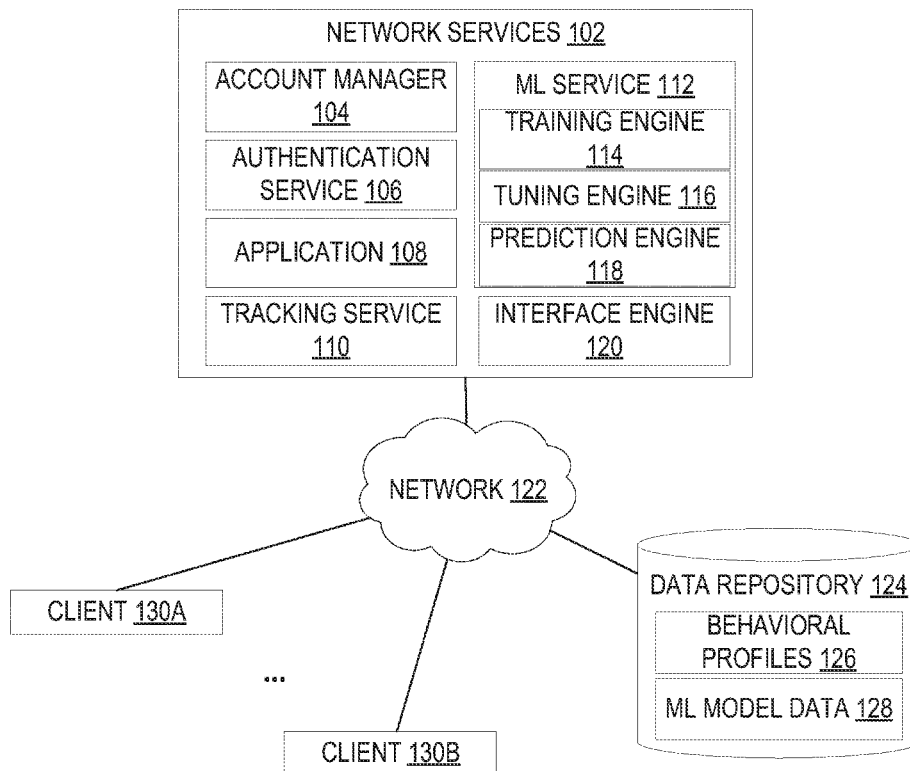 NETWORK SERVICES 102
ACCOUNT MANAGER
104
AUTHENTICATION
SERVICE 106
APPLICATION 108
TRACKING SERVICE
110
ML SERVICE 112
TRAINING ENGINE
114
TUNING ENGINE 116
PREDICTION ENGINE
118
INTERFACE ENGINE
120
NETWORK 122
CLIENT 130A
...
CLIENT 130B
DATA REPOSITORY 124
BEHAVIORAL
PROFILES 126
ML MODEL DATA 128